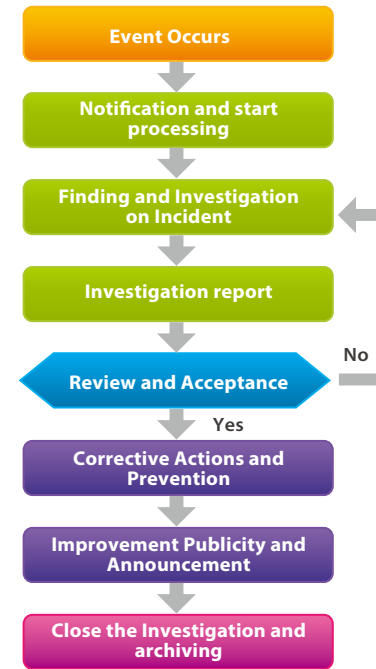 Event Occurs
Notification and start
processing
Finding and Investigation
on Incident
Investigation report
No
Review and Acceptance
Yes
Corrective Actions and
Prevention
Improvement Publicity and
Announcement
Close the Investigation and
archiving